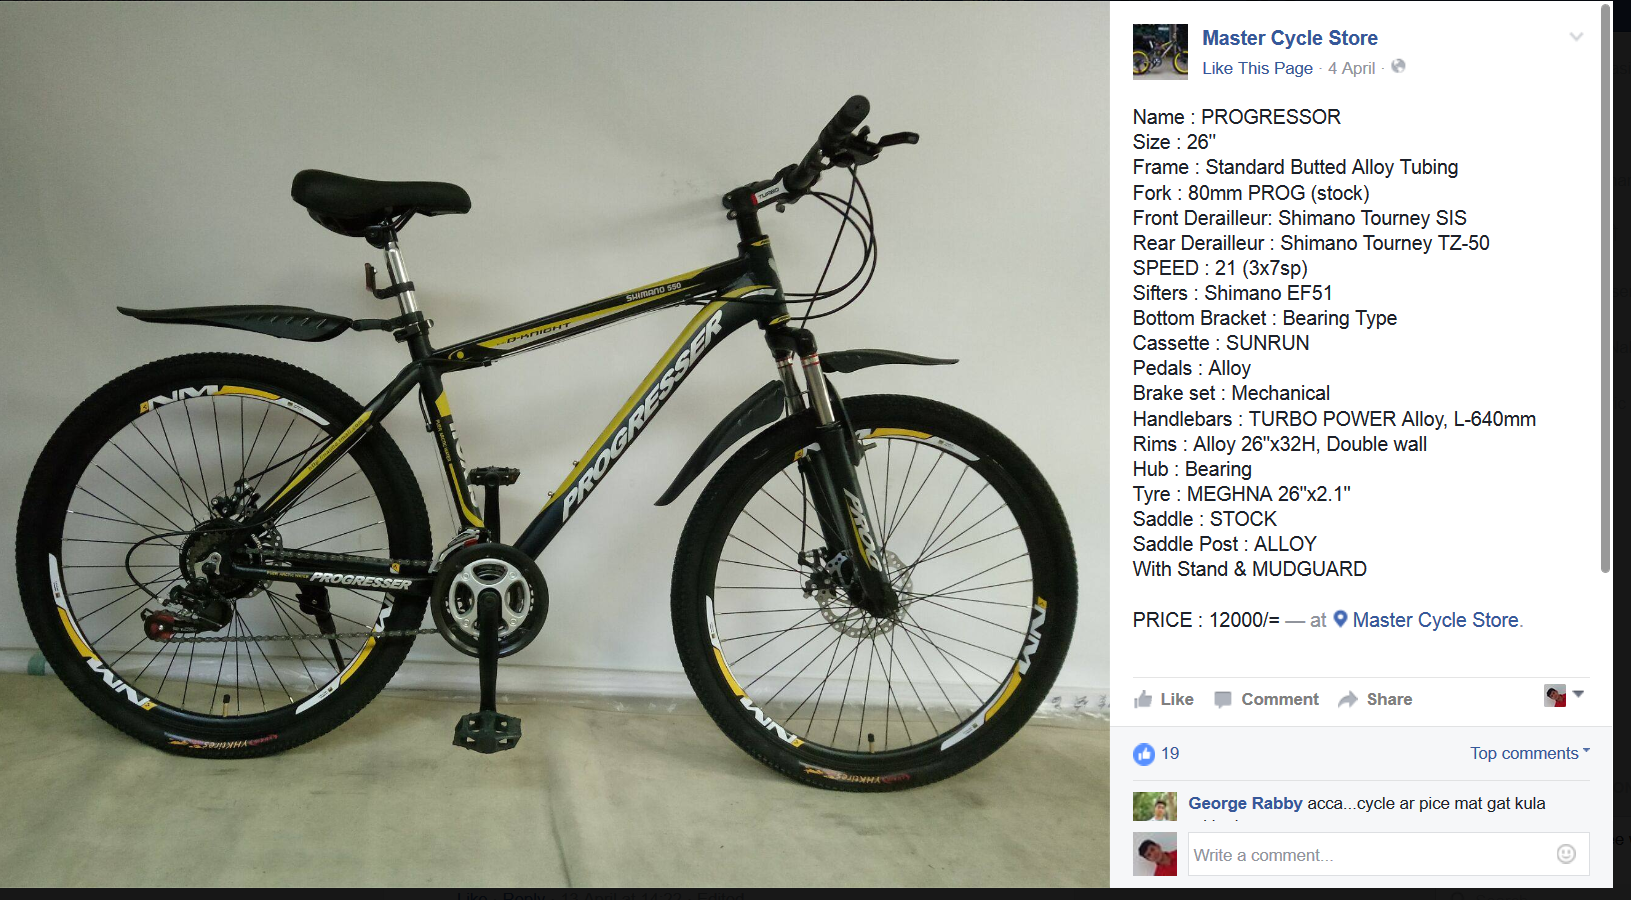 Master Cycle Store
Like This Page · 4 April ·
Name : PROGRESSOR
Size : 26"
Frame : Standard Butted Alloy Tubing
Fork : 80mm PROG (stock)
Front Derailleur: Shimano Tourney SIS
Rear Derailleur : Shimano Tourney TZ-50
SPEED : 21 (3x7sp)
Sifters : Shimano EF51
Bottom Bracket : Bearing Type
Cassette : SUNRUN
Pedals : Alloy
Brake set : Mechanical
Handlebars : TURBO POWER Alloy, L-640mm
Rims : Alloy 26"x32H, Double wall
Hub : Bearing
Tyre : MEGHNA 26"x2.1"
Saddle : STOCK
Saddle Post : ALLOY
With Stand & MUDGUARD
PRICE : 12000/= — at Master Cycle Store.
Like Comment Share
19 Top comments
George Rabby acca...cycle ar pice mat gat kula
Write a comment...
TURBO
SHIMANO 550
D-KNIGHT
PROGRESSER
PROGRESSER
PROG
NM
NM
NM
NM
YHKtires
YHKtires